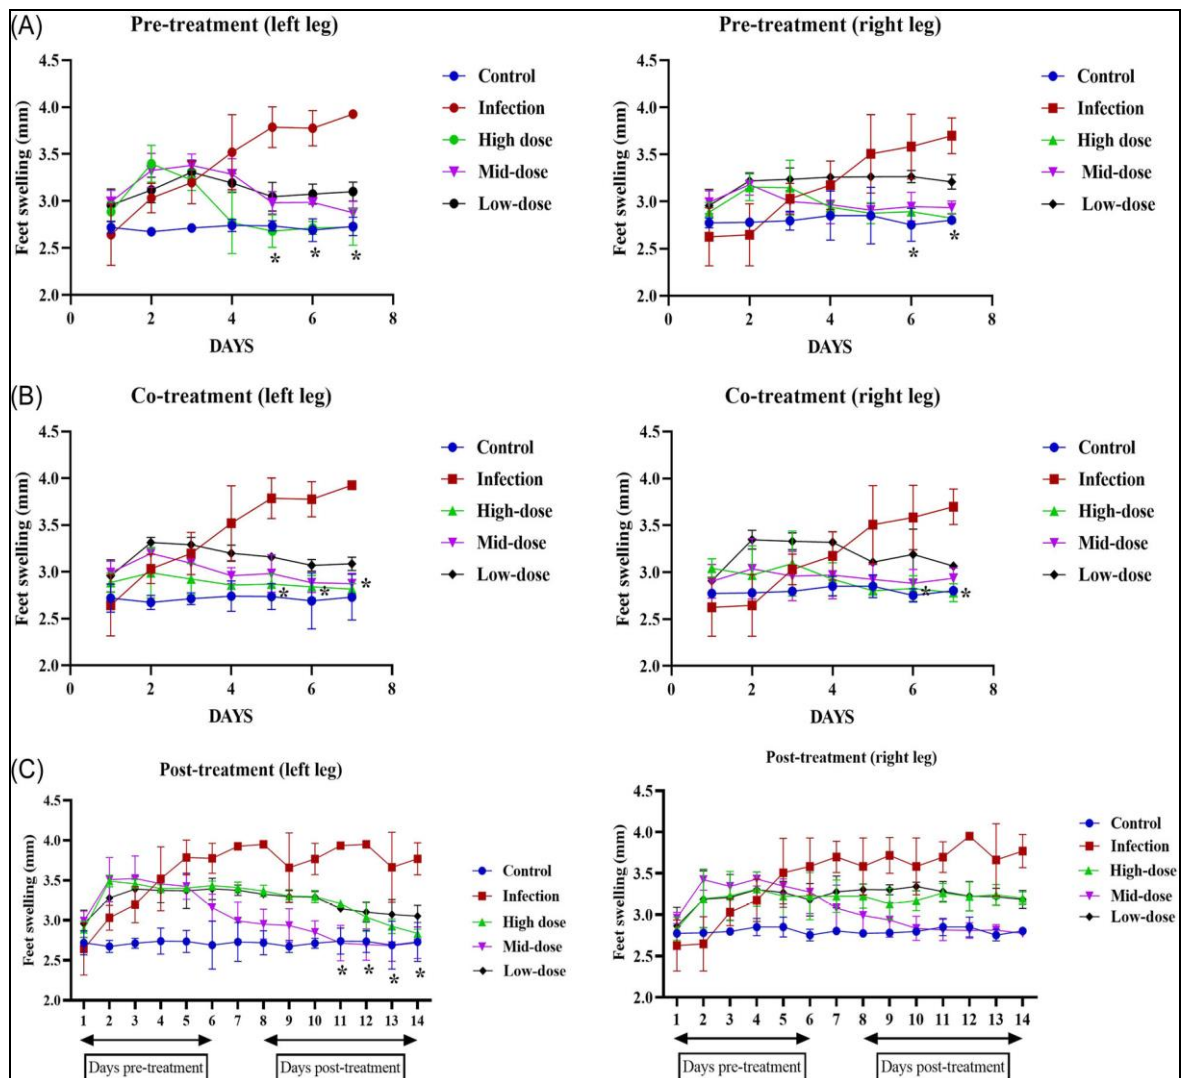 (A)
Pre-treatment (left leg)
Feet swelling (mm)
4.5
4.0
3.5
3.0
2.5
2.0
0 2 4 6 8
DAYS
Control
Infection
High dose
Mid-dose
Low-dose
* * *
Pre-treatment (right leg)
Feet swelling (mm)
4.5
4.0
3.5
3.0
2.5
2.0
0 2 4 6 8
DAYS
Control
Infection
High dose
Mid-dose
Low-dose
* *
(B)
Co-treatment (left leg)
Feet swelling (mm)
4.5
4.0
3.5
3.0
2.5
2.0
0 2 4 6 8
DAYS
Control
Infection
High-dose
Mid-dose
Low-dose
* * *
Co-treatment (right leg)
Feet swelling (mm)
4.5
4.0
3.5
3.0
2.5
2.0
0 2 4 6 8
DAYS
Control
Infection
High-dose
Mid-dose
Low-dose
* *
(C)
Post-treatment (left leg)
Feet swelling (mm)
4.5
4.0
3.5
3.0
2.5
2.0
1 2 3 4 5 6 7 8 9 10 11 12 13 14
Days pre-treatment
Days post-treatment
Control
Infection
High dose
Mid-dose
Low-dose
* * * *
Post-treatment (right leg)
Feet swelling (mm)
4.5
4.0
3.5
3.0
2.5
2.0
1 2 3 4 5 6 7 8 9 10 11 12 13 14
Days pre-treatment
Days post-treatment
Control
Infection
High-dose
Mid-dose
Low-dose